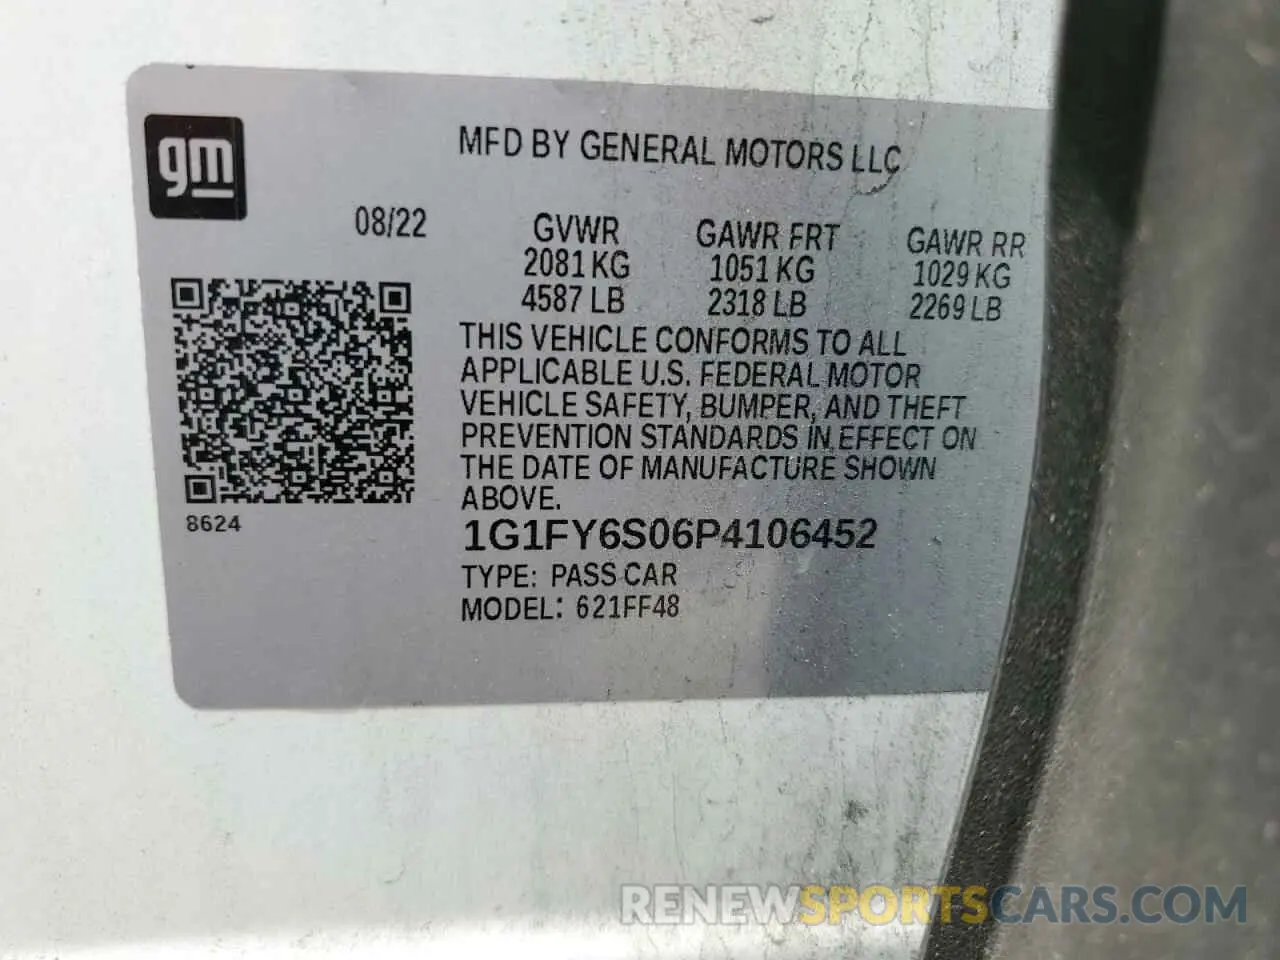 gm
MFD BY GENERAL MOTORS LLC
08/22
GVWR GAWR FRT GAWR RR
2081 KG 1051 KG 1029 KG
4587 LB 2318 LB 2269 LB
THIS VEHICLE CONFORMS TO ALL
APPLICABLE U.S. FEDERAL MOTOR
VEHICLE SAFETY, BUMPER, AND THEFT
PREVENTION STANDARDS IN EFFECT ON
THE DATE OF MANUFACTURE SHOWN
ABOVE.
8624
1G1FY6S06P4106452
TYPE: PASS CAR
MODEL: 621FF48
RENEWSPORTSCARS.COM